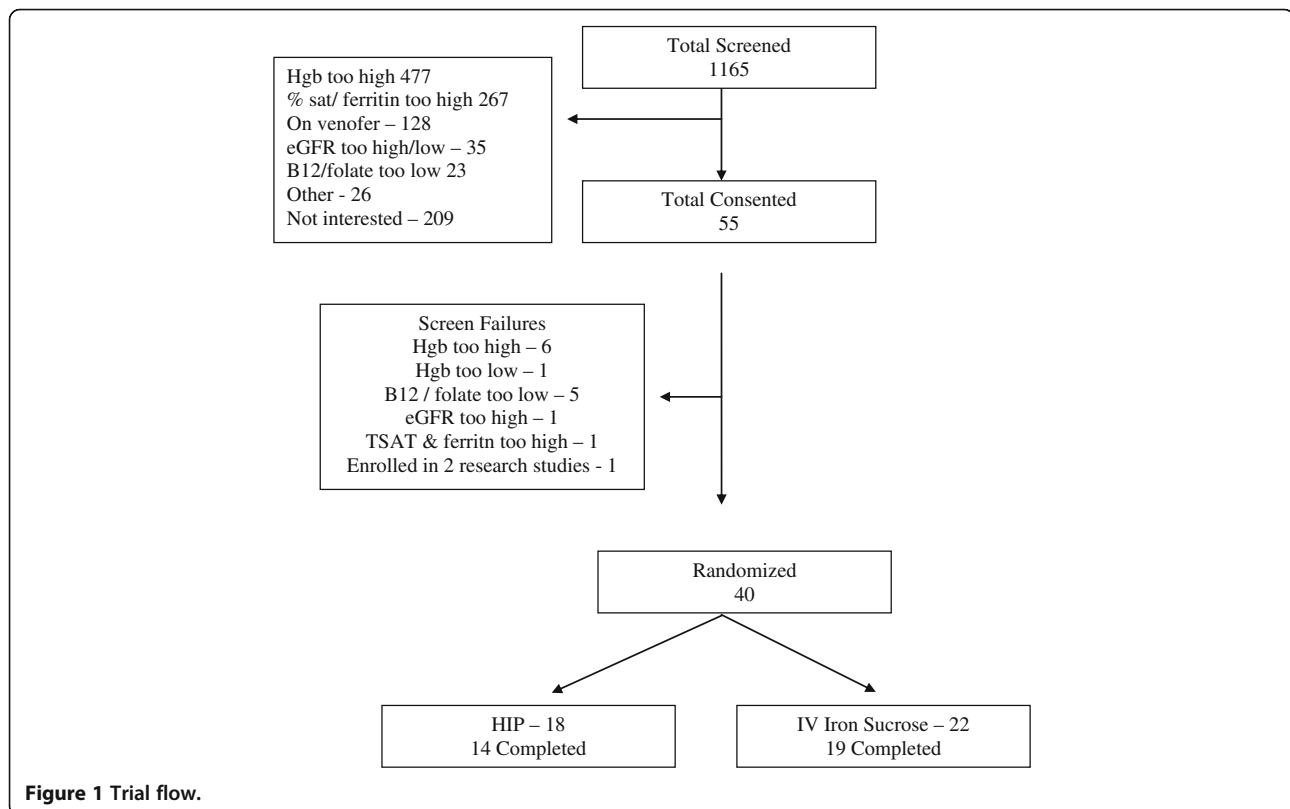 Total Screened
1165
Hgb too high 477
% sat/ ferritin too high 267
On venofer – 128
eGFR too high/low – 35
B12/folate too low 23
Other - 26
Not interested – 209
Total Consented
55
Screen Failures
Hgb too high – 6
Hgb too low – 1
B12 / folate too low – 5
eGFR too high – 1
TSAT & ferritn too high – 1
Enrolled in 2 research studies - 1
Randomized
40
HIP – 18
14 Completed
IV Iron Sucrose – 22
19 Completed
Figure 1 Trial flow.